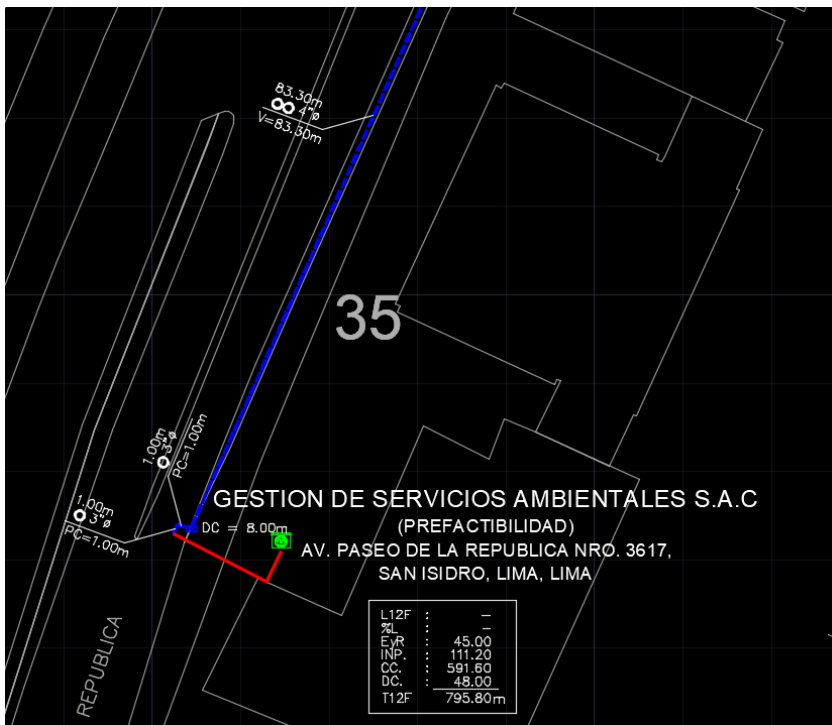 83.30m
4"ø
V=83.30m
35
1.00m
3"ø
PC=1.00m
1.00m
3"ø
PC=1.00m
GESTION DE SERVICIOS AMBIENTALES S.A.C
DC = 8.00m
(PREFACTIBILIDAD)
AV. PASEO DE LA REPUBLICA NRO. 3617,
SAN ISIDRO, LIMA, LIMA
REPUBLICA
L12F : —
%L : —
EyR : 45.00
INP. : 111.20
CC. : 591.60
DC. : 48.00
T12F 795.80m